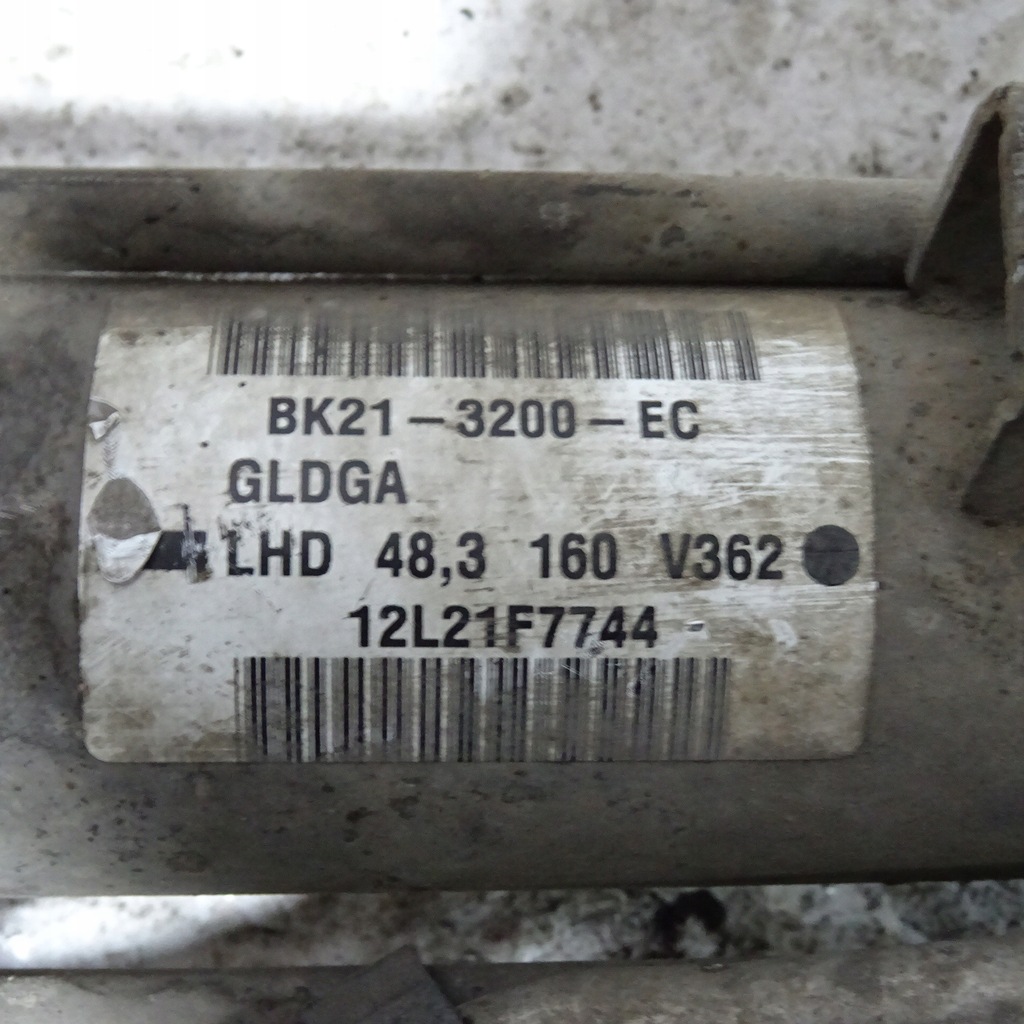 BK21-3200-EC
GLDGA
LHD 48,3 160 V362
12L21F7744